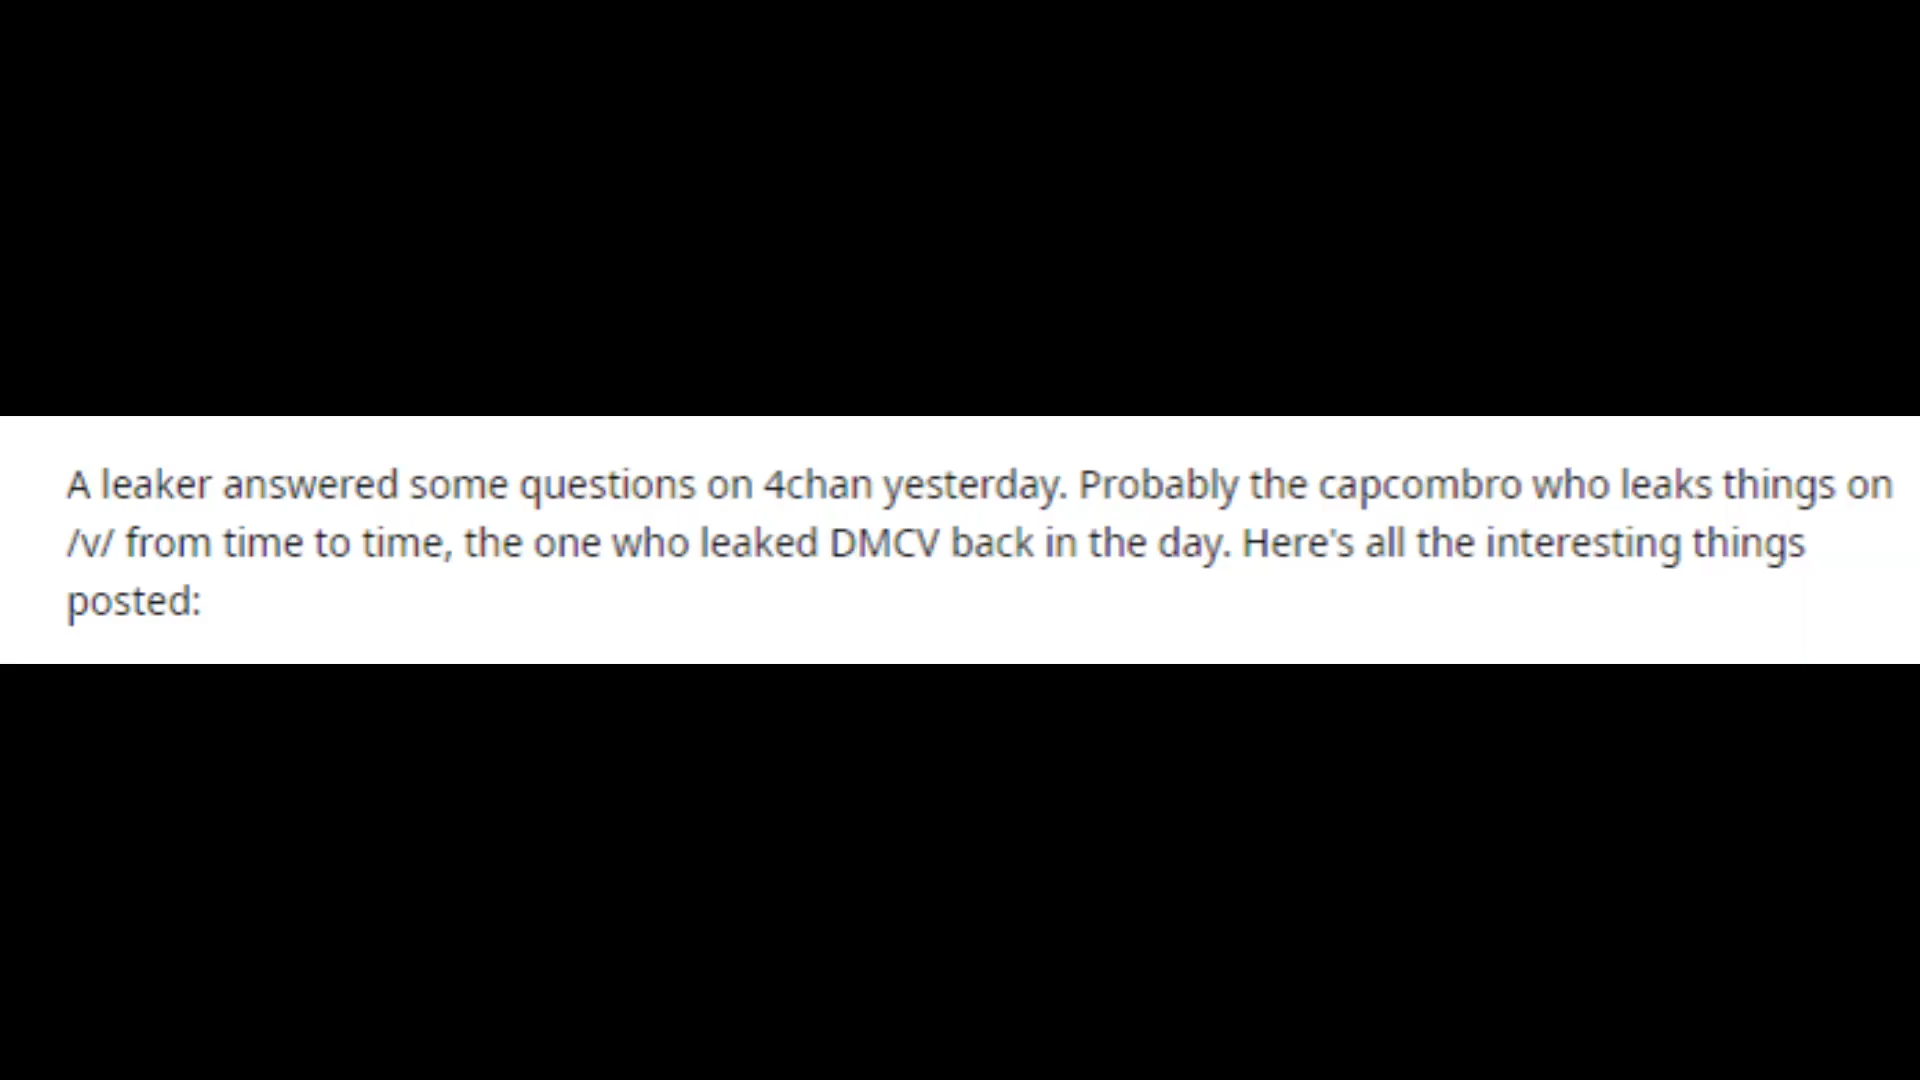 A leaker answered some questions on 4chan yesterday. Probably the capcombro who leaks things on
/v/ from time to time, the one who leaked DMCV back in the day. Here's all the interesting things
posted: